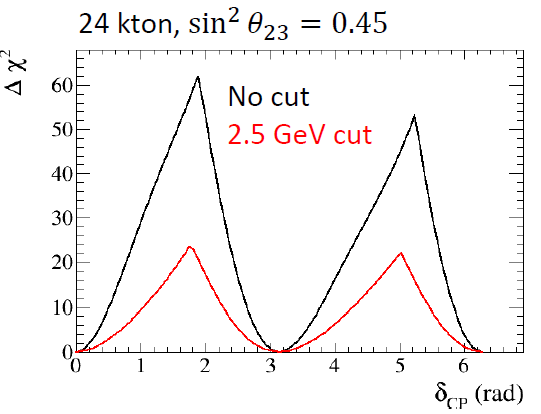 24 kton, sin² θ₂₃ = 0.45
Δ χ²
60
50
40
30
20
10
0
No cut
2.5 GeV cut
0 1 2 3 4 5 6
δ_CP (rad)